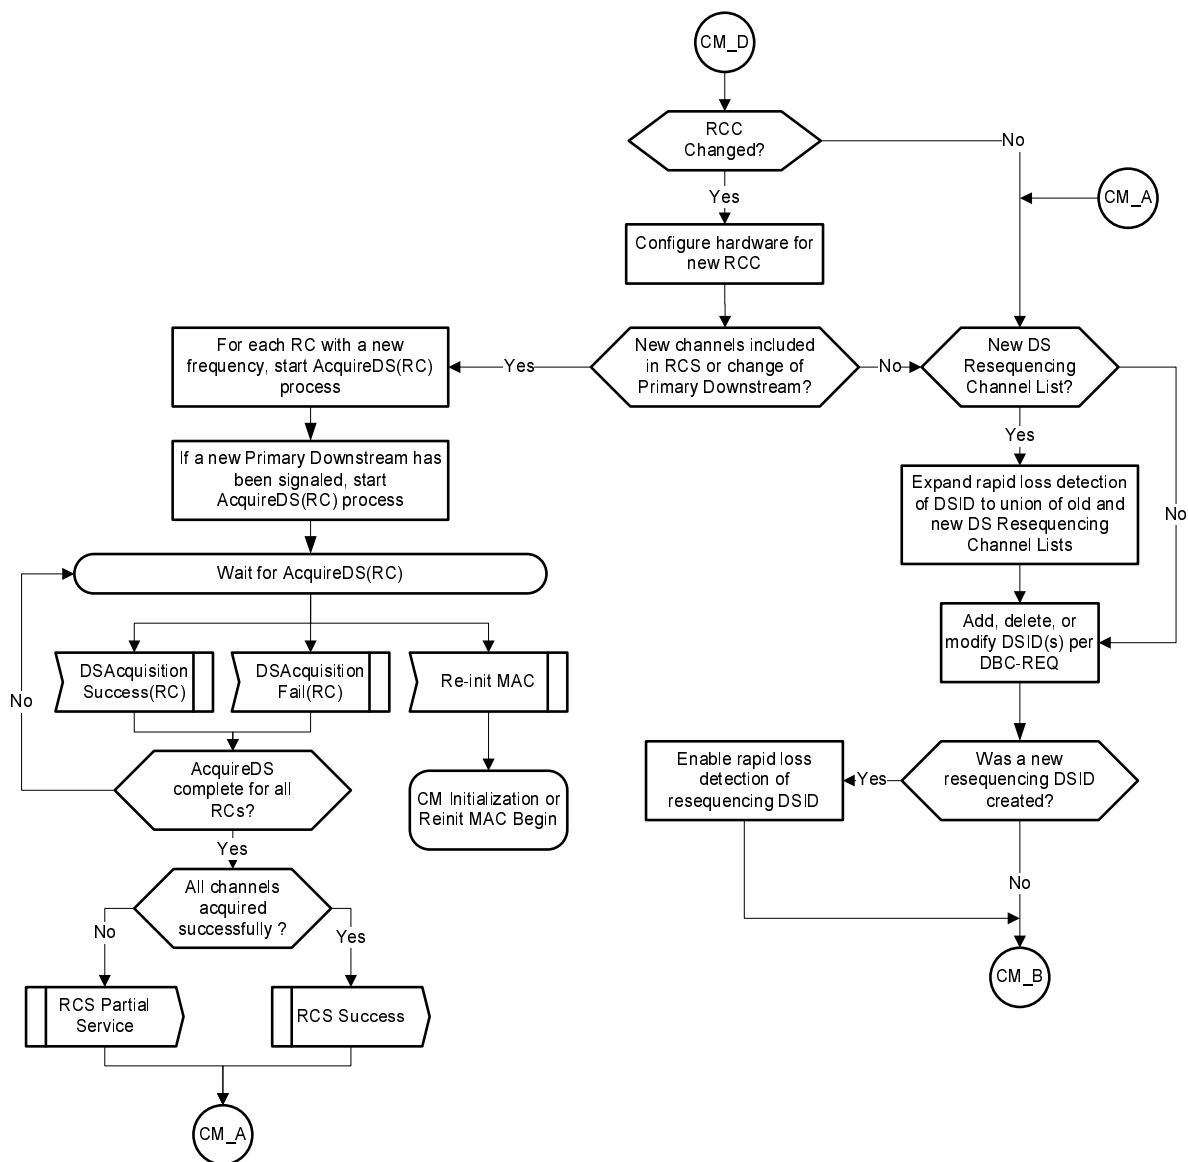 CM_D
RCC
Changed?
No
Yes
CM_A
Configure hardware for
new RCC
New channels included
in RCS or change of
Primary Downstream?
Yes
No
For each RC with a new
frequency, start AcquireDS(RC)
process
New DS
Resequencing
Channel List?
Yes
No
If a new Primary Downstream has
been signaled, start
AcquireDS(RC) process
Expand rapid loss detection
of DSID to union of old and
new DS Resequencing
Channel Lists
Wait for AcquireDS(RC)
Add, delete, or
modify DSID(s) per
DBC-REQ
DSAcquisition
Success(RC)
DSAcquisition
Fail(RC)
Re-init MAC
No
AcquireDS
complete for all
RCs?
CM Initialization or
Reinit MAC Begin
Enable rapid loss
detection of
resequencing DSID
Yes
Was a new
resequencing DSID
created?
Yes
No
All channels
acquired
successfully ?
No
Yes
RCS Partial
Service
RCS Success
CM_B
CM_A